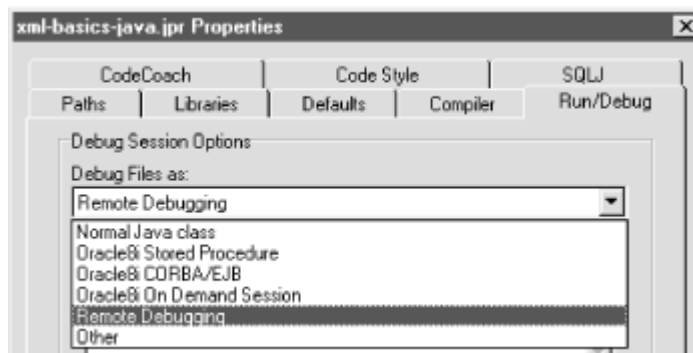 xml-basics-java.jpr Properties
CodeCoach Code Style SQLJ
Paths Libraries Defaults Compiler Run/Debug
Debug Session Options
Debug Files as:
Remote Debugging
Normal Java class
Oracle8i Stored Procedure
Oracle8i CORBA/EJB
Oracle8i On Demand Session
Remote Debugging
Other